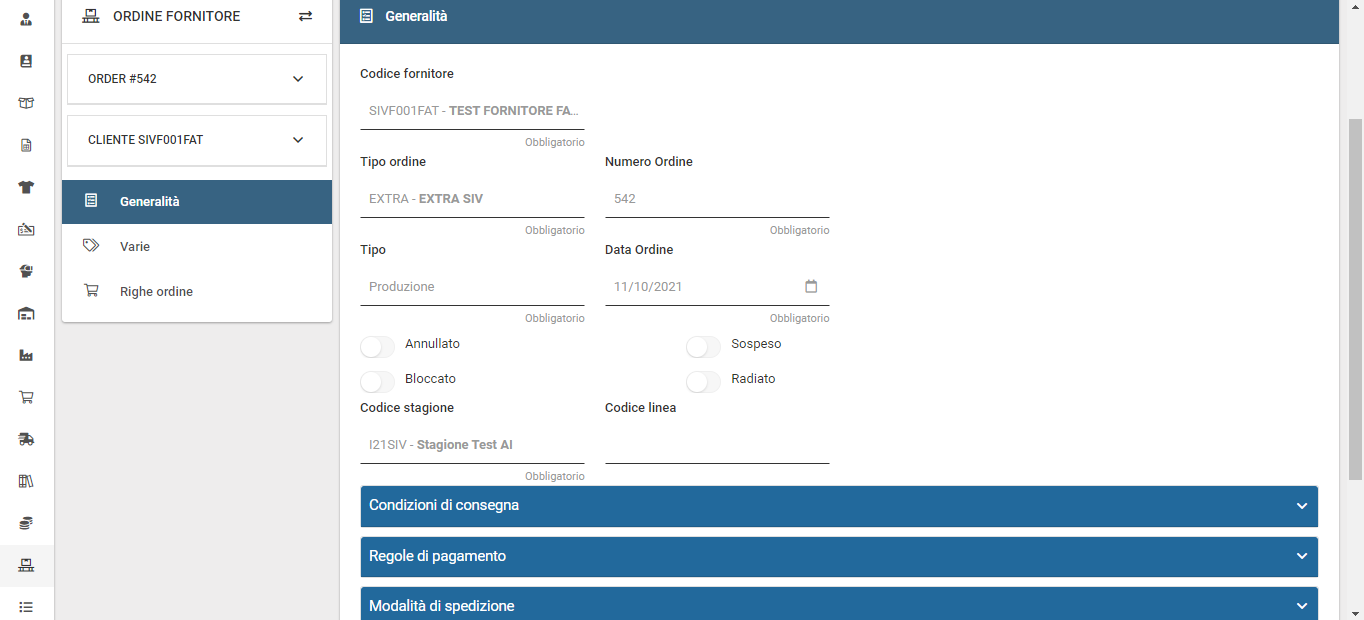 ORDINE FORNITORE
ORDER #542
CLIENTE SIVF001FAT
Generalità
Varie
Righe ordine
Generalità
Codice fornitore
SIVF001FAT - TEST FORNITORE FA...
Obbligatorio
Tipo ordine
EXTRA - EXTRA SIV
Obbligatorio
Numero Ordine
542
Obbligatorio
Tipo
Produzione
Obbligatorio
Data Ordine
11/10/2021
Obbligatorio
Annullato
Sospeso
Bloccato
Radiato
Codice stagione
I21SIV - Stagione Test AI
Obbligatorio
Codice linea
Condizioni di consegna
Regole di pagamento
Modalità di spedizione